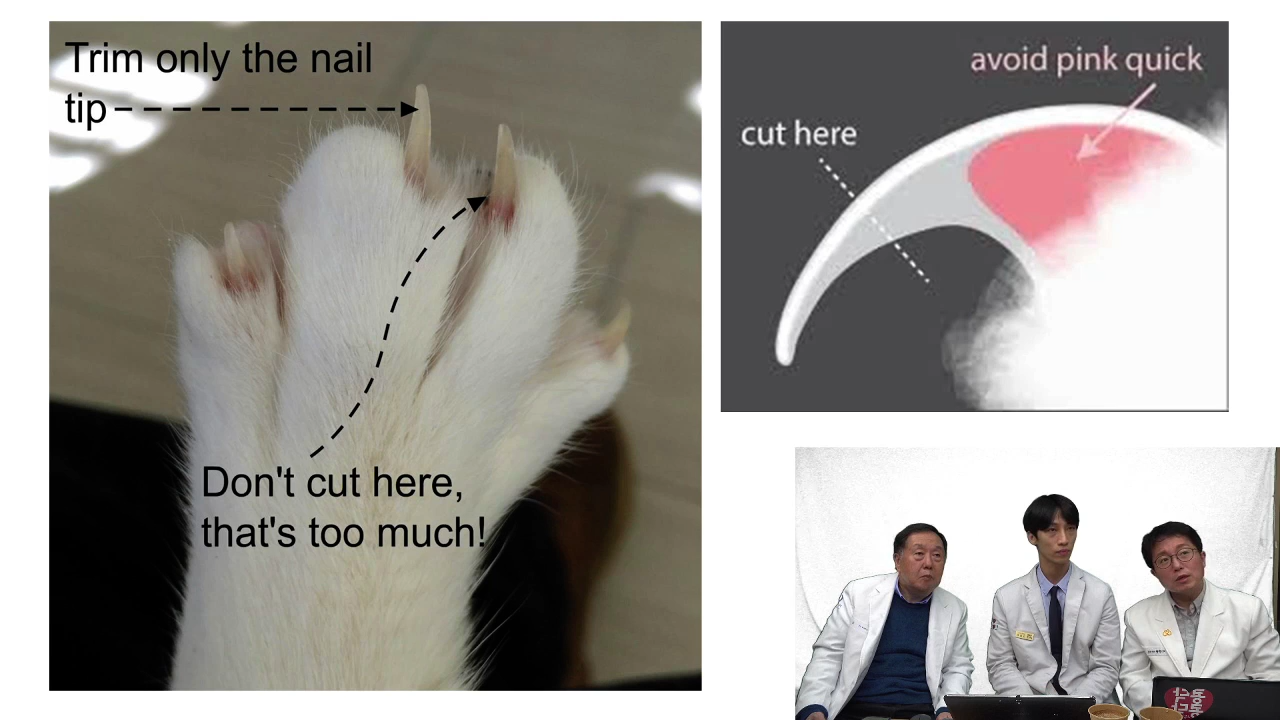 Trim only the nail
tip
Don't cut here,
that's too much!
avoid pink quick
cut here